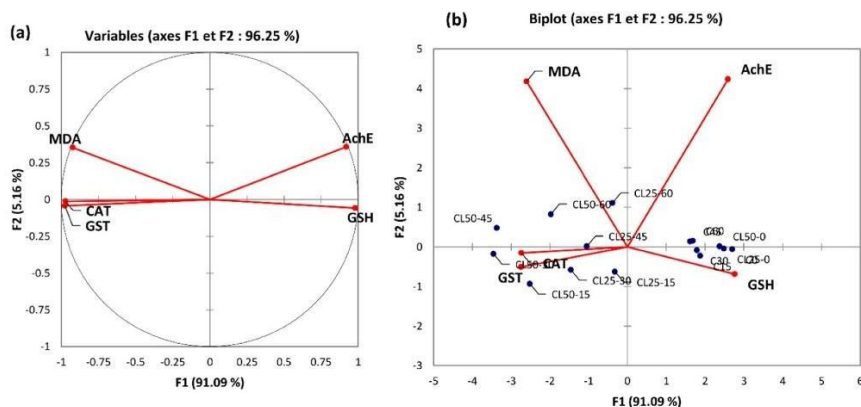 (a)
Variables (axes F1 et F2 : 96.25 %)
1
0.75
0.5
0.25
0
-0.25
-0.5
-0.75
-1
F2 (5.16 %)
MDA
AchE
CAT
GST
GSH
-1
-0.75
-0.5
-0.25
0
0.25
0.5
0.75
1
F1 (91.09 %)
(b)
Biplot (axes F1 et F2 : 96.25 %)
5
4
3
2
1
0
-1
-2
-3
F2 (5.16 %)
MDA
AchE
CL25-60
CL50-60
CL50-45
CL25-45
CL50-0
CAT
C30
CL25-0
C15
GST
CL25-30
CL25-15
GSH
CL50-15
-5
-4
-3
-2
-1
0
1
2
3
4
5
6
F1 (91.09 %)